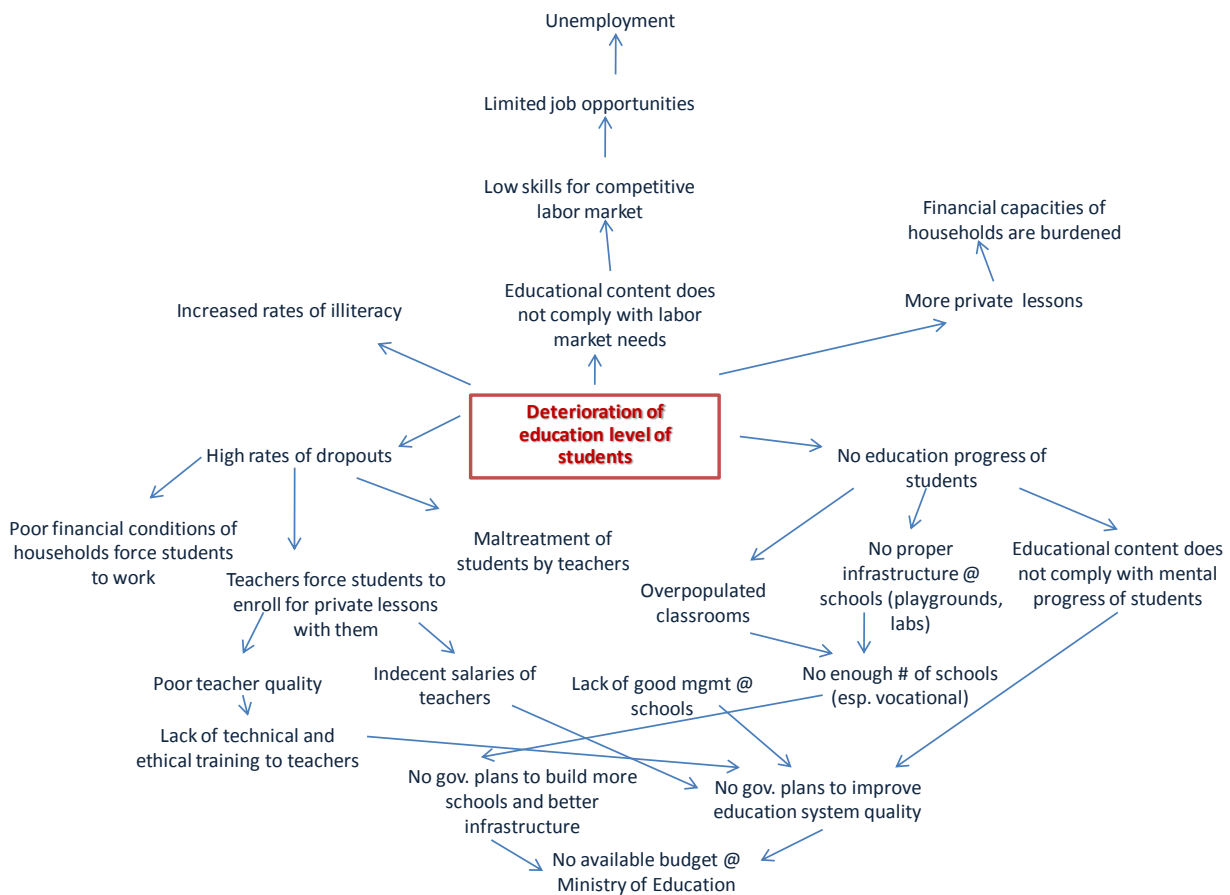 Unemployment
Limited job opportunities
Low skills for competitive
labor market
Financial capacities of
households are burdened
Educational content does
not comply with labor
market needs
More private lessons
Increased rates of illiteracy
Deterioration of
education level of
students
High rates of dropouts
No education progress of
students
Poor financial conditions of
households force students
to work
Maltreatment of
students by teachers
Teachers force students to
enroll for private lessons
with them
Overpopulated
classrooms
No proper
infrastructure @
schools (playgrounds,
labs)
Educational content does
not comply with mental
progress of students
Poor teacher quality
Indecent salaries of
teachers
Lack of good mgmt @
schools
No enough # of schools
(esp. vocational)
Lack of technical and
ethical training to teachers
No gov. plans to build more
schools and better
infrastructure
No gov. plans to improve
education system quality
No available budget @
Ministry of Education